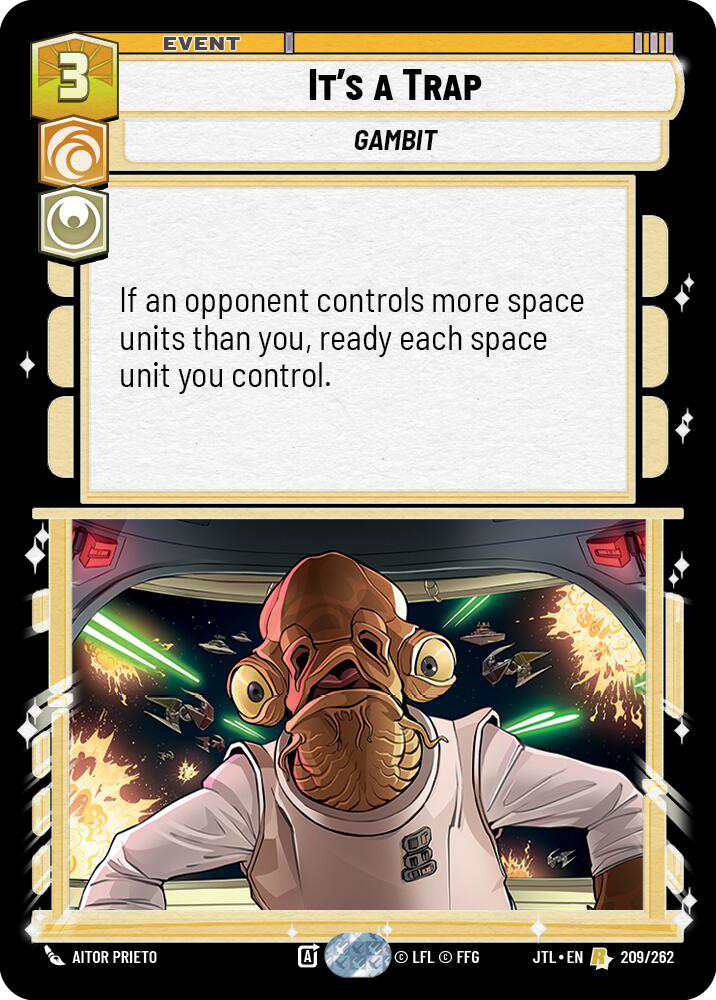 EVENT
3
It's a Trap
GAMBIT
If an opponent controls more space
units than you, ready each space
unit you control.
AITOR PRIETO
A
© LFL © FFG
JTL • EN
R
209/262